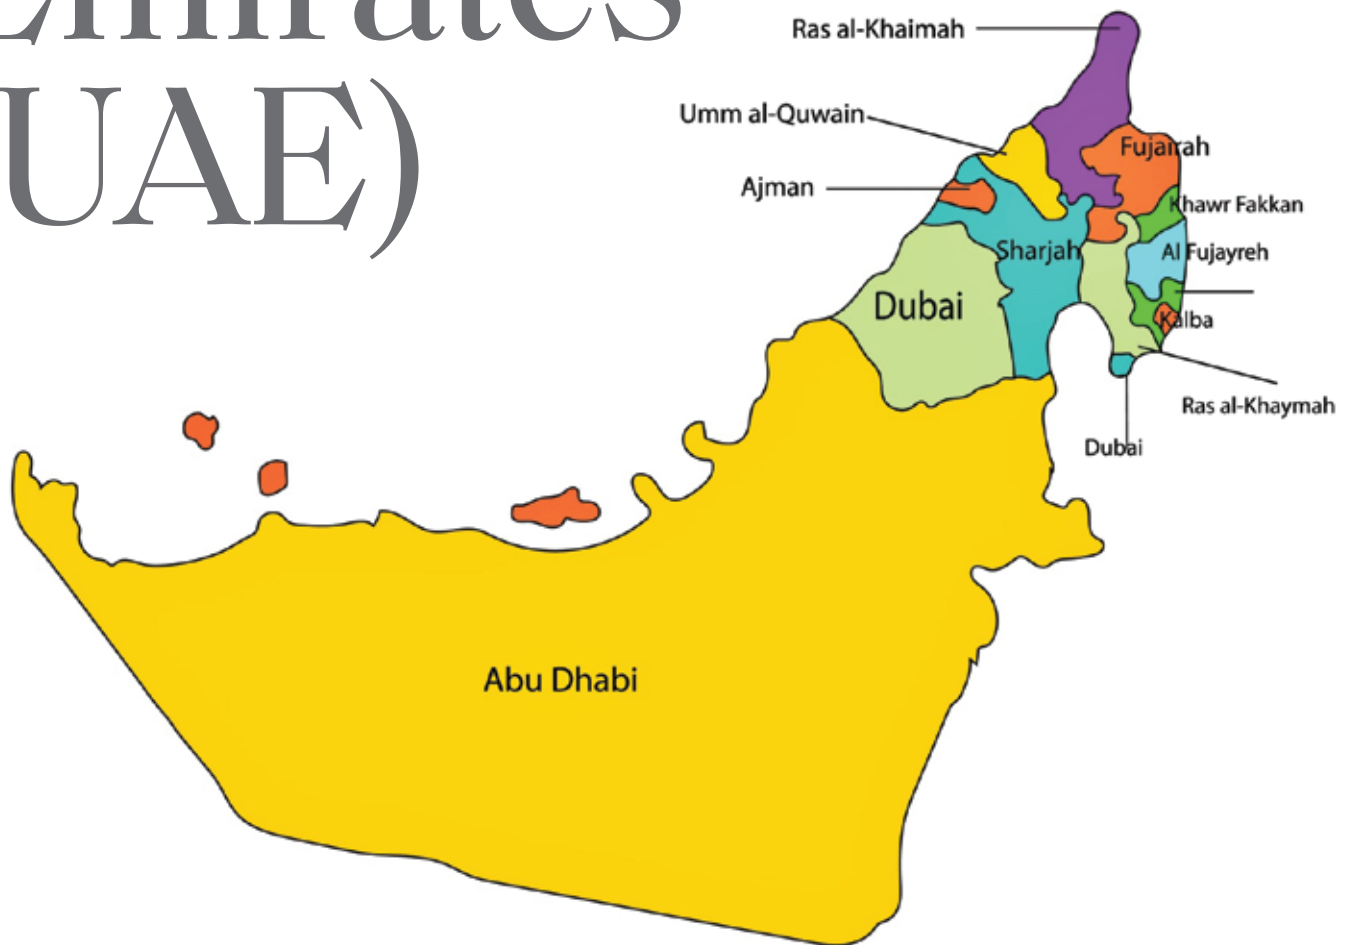 Emirates
UAE)
Ras al-Khaimah
Umm al-Quwain
Fujairah
Ajman
Khawr Fakkan
Sharjah
Al Fujayreh
Dubai
Kalba
Ras al-Khaymah
Dubai
Abu Dhabi